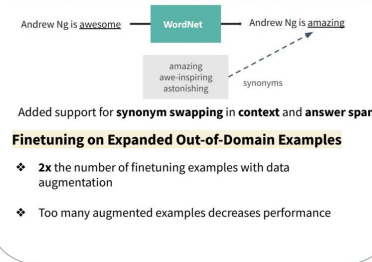 Andrew Ng is awesome WordNet Andrew Ng is amazing
amazing
awe-inspiring
astonishing
synonyms
Added support for synonym swapping in context and answer span
Finetuning on Expanded Out-of-Domain Examples
❖ 2x the number of finetuning examples with data
augmentation
❖ Too many augmented examples decreases performance